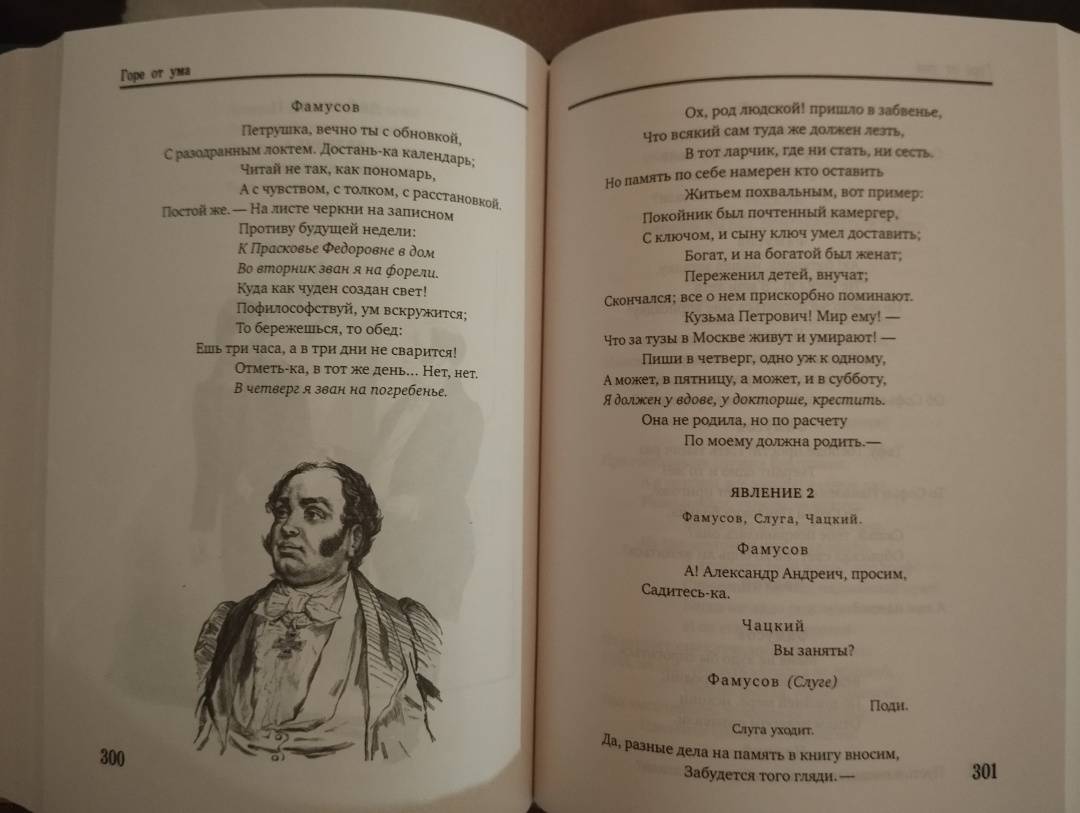 Горе от ума
Фамусов
Петрушка, вечно ты с обновкой,
С разодранным локтем. Достань-ка календарь;
Читай не так, как пономарь,
А с чувством, с толком, с расстановкой.
Постой же. — На листе черкни на записном
Противу будущей недели:
К Прасковье Федоровне в дом
Во вторник зван я на форели.
Куда как чуден создан свет!
Пофилософствуй, ум вскружится;
То бережешься, то обед:
Ешь три часа, а в три дни не сварится!
Отметь-ка, в тот же день... Нет, нет.
В четверг я зван на погребенье.
300
Ох, род людской! пришло в забвенье,
Что всякий сам туда же должен лезть,
В тот ларчик, где ни стать, ни сесть.
Но память по себе намерен кто оставить
Житьем похвальным, вот пример:
Покойник был почтенный камергер,
С ключом, и сыну ключ умел доставить;
Богат, и на богатой был женат;
Переженил детей, внучат;
Скончался; все о нем прискорбно поминают.
Кузьма Петрович! Мир ему! —
Что за тузы в Москве живут и умирают! —
Пиши в четверг, одно уж к одному,
А может, в пятницу, а может, и в субботу,
Я должен у вдове, у докторше, крестить.
Она не родила, но по расчету
По моему должна родить.—
ЯВЛЕНИЕ 2
Фамусов, Слуга, Чацкий.
Фамусов
А! Александр Андреич, просим,
Садитесь-ка.
Чацкий
Вы заняты?
Фамусов (Слуге)
Поди.
Слуга уходит.
Да, разные дела на память в книгу вносим,
Забудется того гляди. —
301